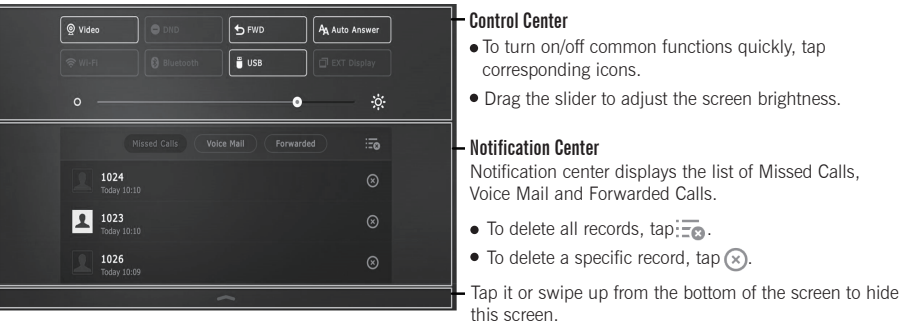 Video
DND
FWD
Auto Answer
Wi-Fi
Bluetooth
USB
EXT Display
Missed Calls
Voice Mail
Forwarded
1024
Today 10:10
1023
Today 10:10
1026
Today 10:09
Control Center
• To turn on/off common functions quickly, tap
corresponding icons.
• Drag the slider to adjust the screen brightness.
Notification Center
Notification center displays the list of Missed Calls,
Voice Mail and Forwarded Calls.
• To delete all records, tap .
• To delete a specific record, tap .
Tap it or swipe up from the bottom of the screen to hide
this screen.